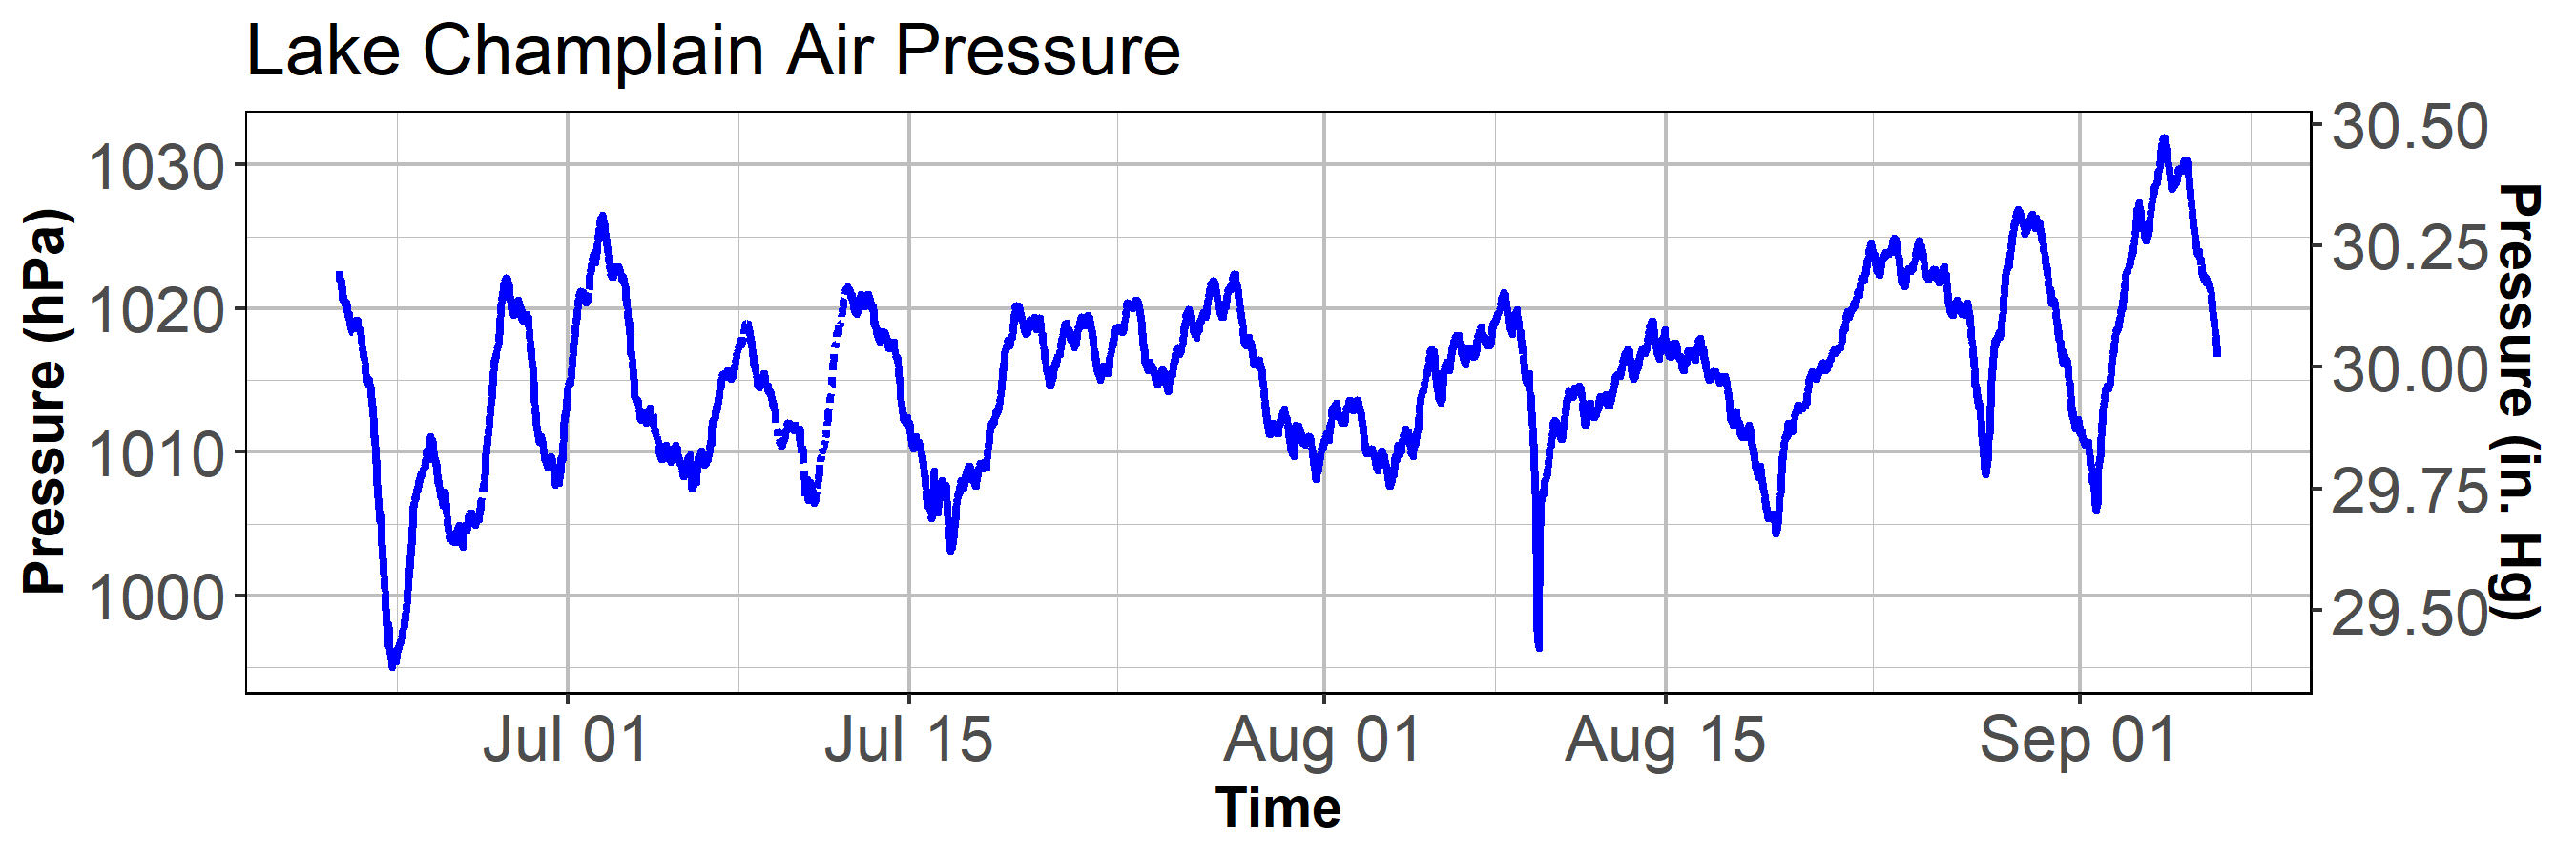 Lake Champlain Air Pressure
Pressure (hPa)
1030
1020
1010
1000
30.50
30.25
30.00
29.75
29.50
Pressure (in. Hg)
Jul 01
Jul 15
Aug 01
Aug 15
Sep 01
Time